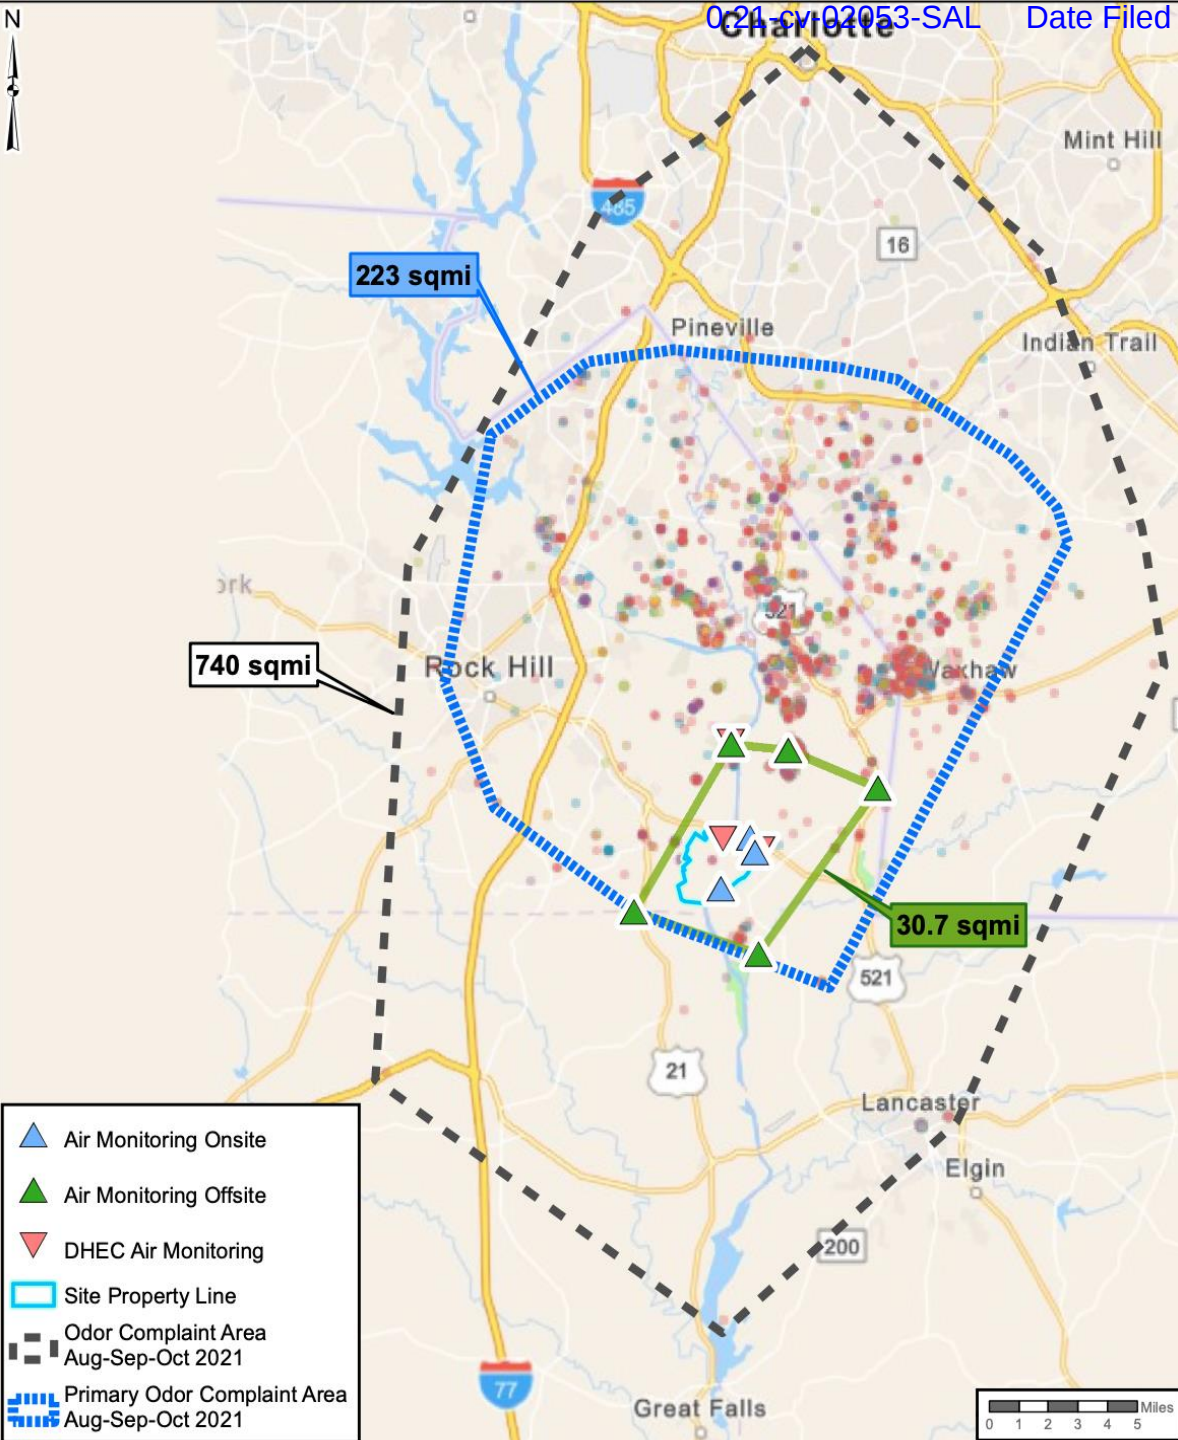 N
0:21-cv-02053-SAL Date Filed
Charlotte
Mint Hill
485
16
223 sqmi
Pineville
Indian Trail
ork
521
740 sqmi
Rock Hill
Waxhaw
30.7 sqmi
521
21
Lancaster
Elgin
200
77
Great Falls
Air Monitoring Onsite
Air Monitoring Offsite
DHEC Air Monitoring
Site Property Line
Odor Complaint Area
Aug-Sep-Oct 2021
Primary Odor Complaint Area
Aug-Sep-Oct 2021
Miles
0 1 2 3 4 5